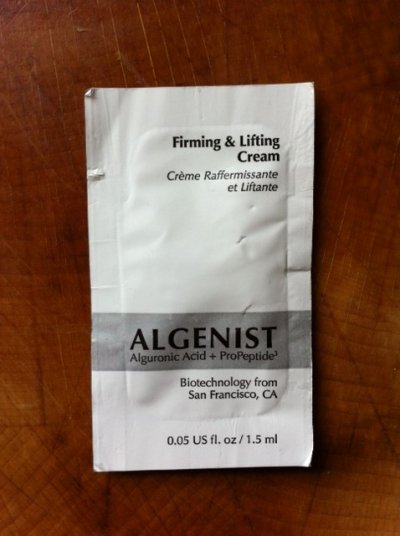 Firming & Lifting
Cream
Crème Raffermissante
et Liftante
ALGENIST
Alguronic Acid + ProPeptide³
Biotechnology from
San Francisco, CA
0.05 US fl. oz / 1.5 ml